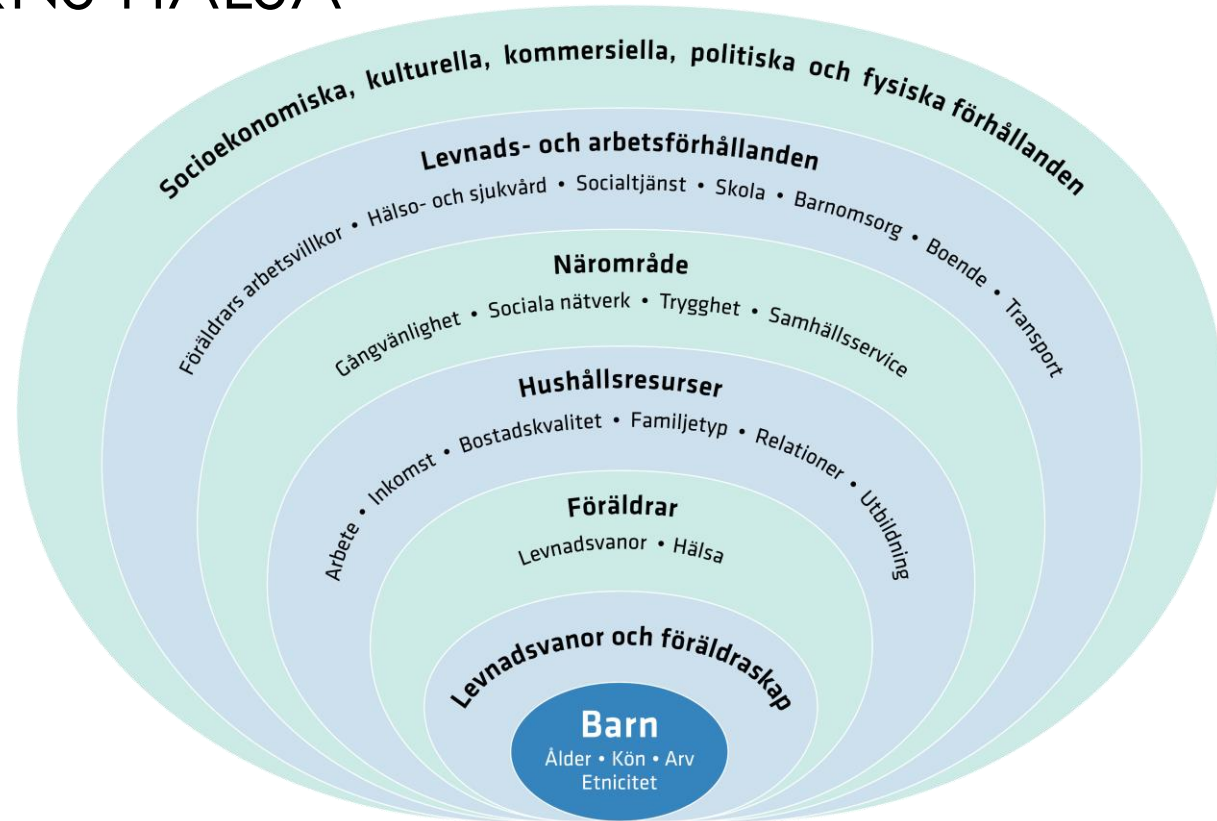 HÄLSA
Socioekonomiska, kulturella, kommersiella, politiska och fysiska förhållanden
Levnads- och arbetsförhållanden
Föräldrars arbetsvillkor • Hälso- och sjukvård • Socialtjänst • Skola • Barnomsorg • Boende • Transport
Närområde
Gångvänlighet • Sociala nätverk • Trygghet • Samhällsservice
Hushållsresurser
Arbete • Inkomst • Bostadskvalitet • Familjetyp • Relationer • Utbildning
Föräldrar
Levnadsvanor • Hälsa
Levnadsvanor och föräldraskap
Barn
Ålder • Kön • Arv
Etnicitet